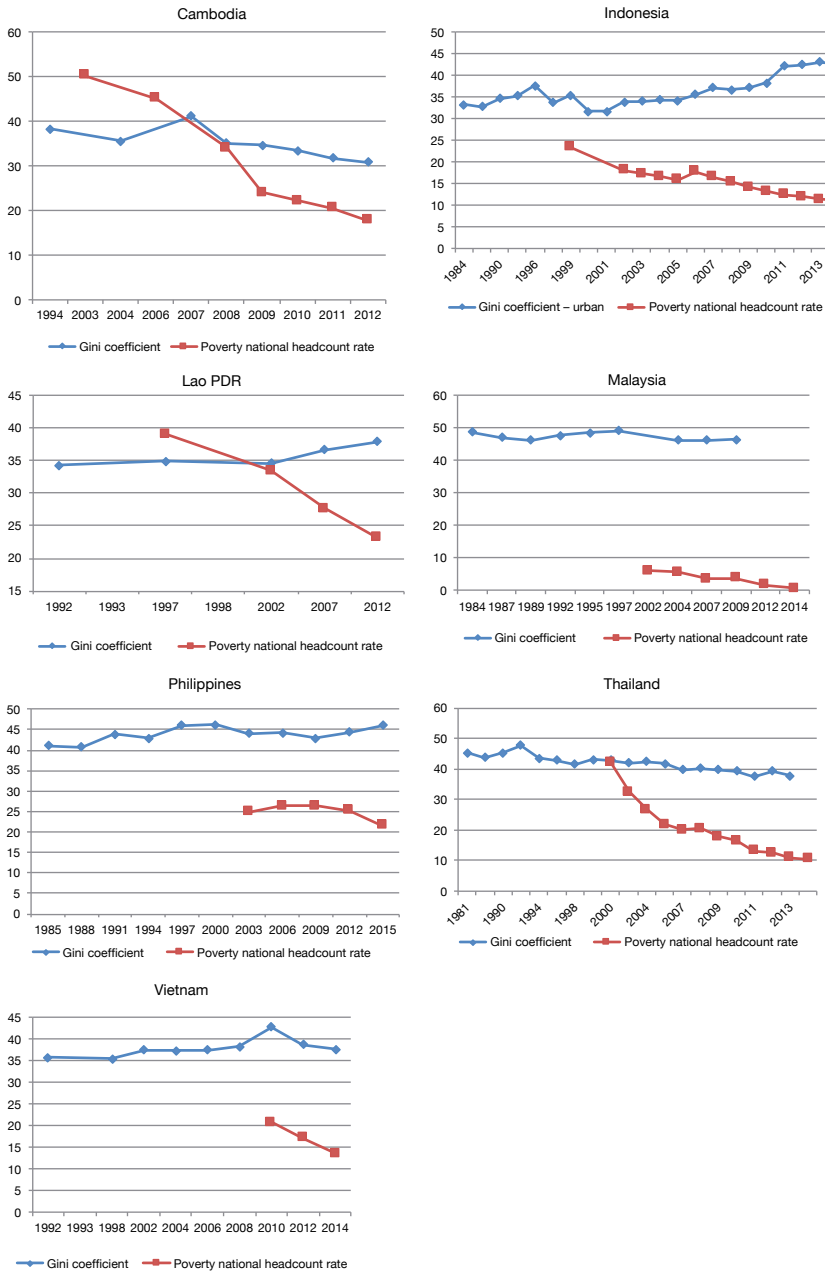 Cambodia
60
50
40
30
20
10
0
1994 2003 2004 2006 2007 2008 2009 2010 2011 2012
Gini coefficient Poverty national headcount rate
Indonesia
50
45
40
35
30
25
20
15
10
5
0
1984 1990 1996 1999 2001 2003 2005 2007 2009 2011 2013
Gini coefficient – urban Poverty national headcount rate
Lao PDR
45
40
35
30
25
20
15
1992 1993 1997 1998 2002 2007 2012
Gini coefficient Poverty national headcount rate
Malaysia
60
50
40
30
20
10
0
1984 1987 1989 1992 1995 1997 2002 2004 2007 2009 2012 2014
Gini coefficient Poverty national headcount rate
Philippines
50
45
40
35
30
25
20
15
10
5
0
1985 1988 1991 1994 1997 2000 2003 2006 2009 2012 2015
Gini coefficient Poverty national headcount rate
Thailand
60
50
40
30
20
10
0
1981 1990 1994 1998 2000 2004 2007 2009 2011 2013
Gini coefficient Poverty national headcount rate
Vietnam
45
40
35
30
25
20
15
10
5
0
1992 1993 1998 2002 2004 2006 2008 2010 2012 2014
Gini coefficient Poverty national headcount rate